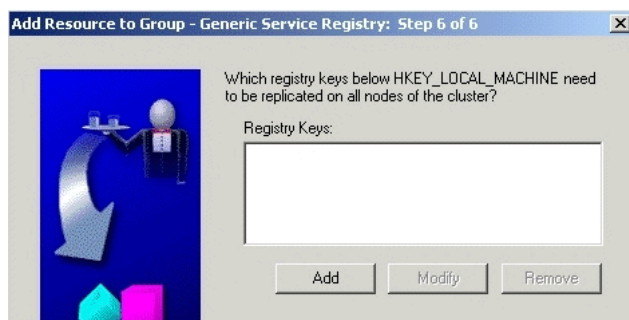 Add Resource to Group - Generic Service Registry: Step 6 of 6
Which registry keys below HKEY_LOCAL_MACHINE need
to be replicated on all nodes of the cluster?
Registry Keys:
Add Modify Remove